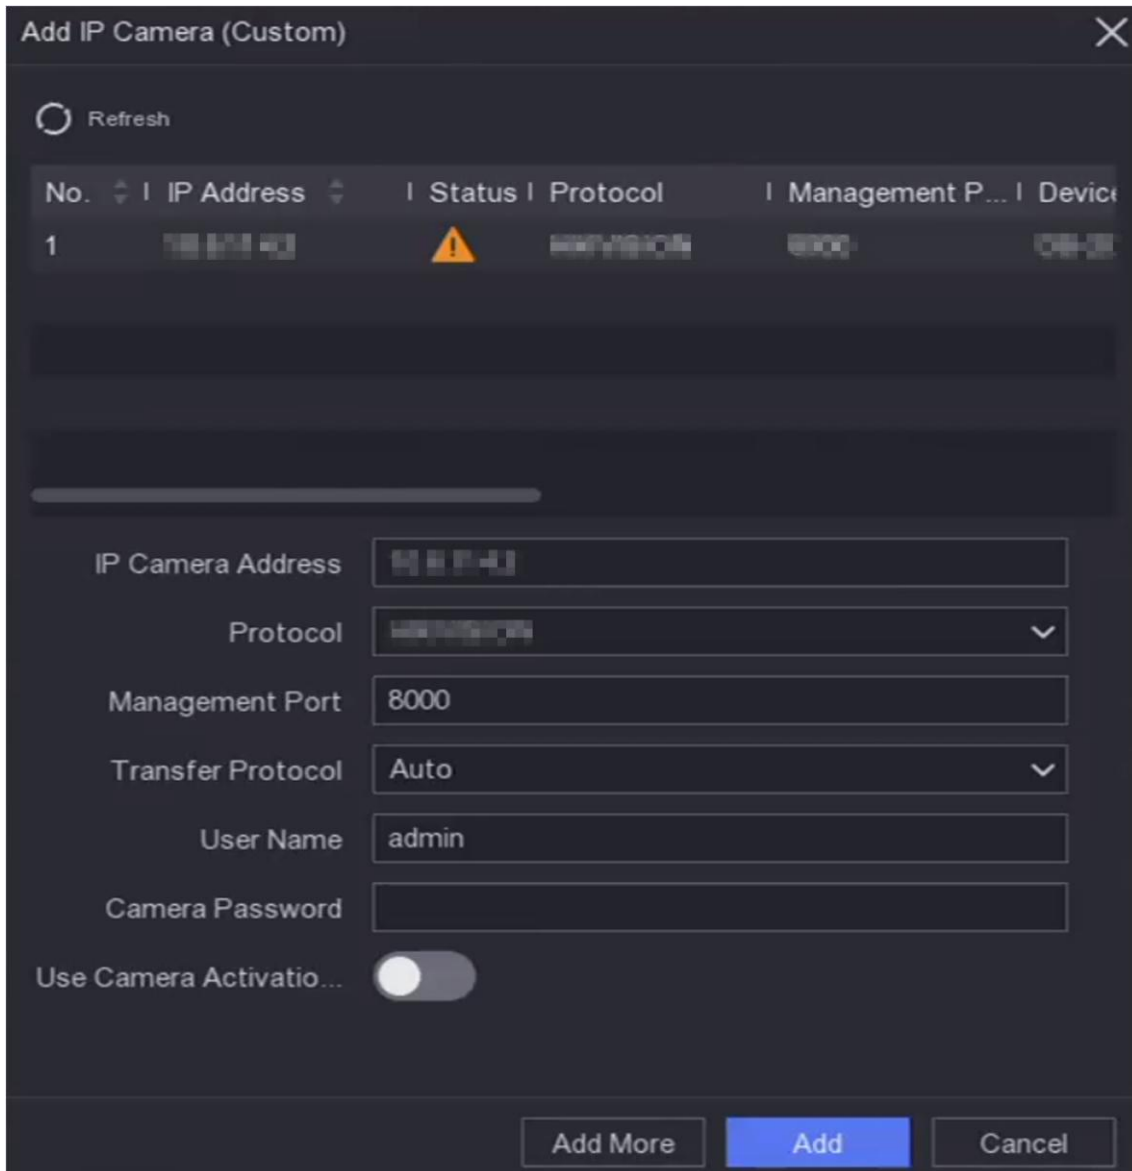 Add IP Camera (Custom)
Refresh
No. IP Address Status Protocol Management P... Device
1
IP Camera Address
Protocol
Management Port 8000
Transfer Protocol Auto
User Name admin
Camera Password
Use Camera Activatio...
Add More Add Cancel